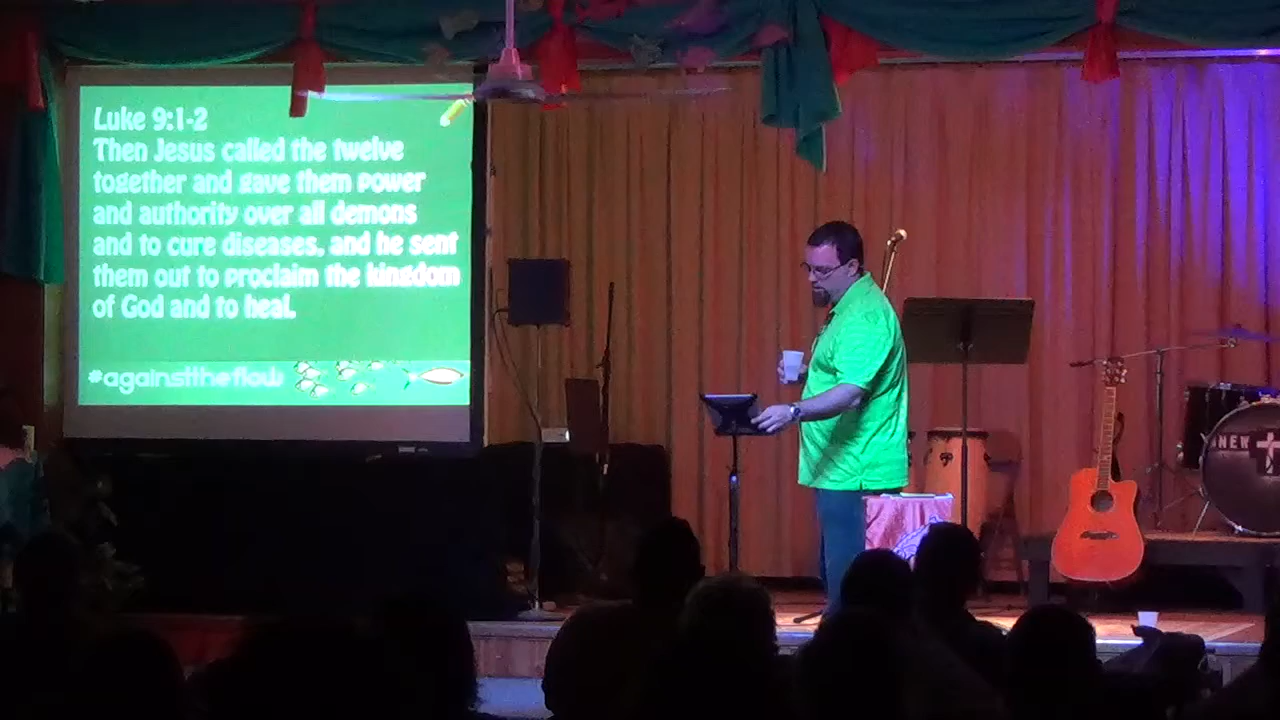 Luke 9:1-2
Then Jesus called the twelve
together and gave them power
and authority over all demons
and to cure diseases, and he sent
them out to proclaim the kingdom
of God and to heal.
#againsttheflow
NEW